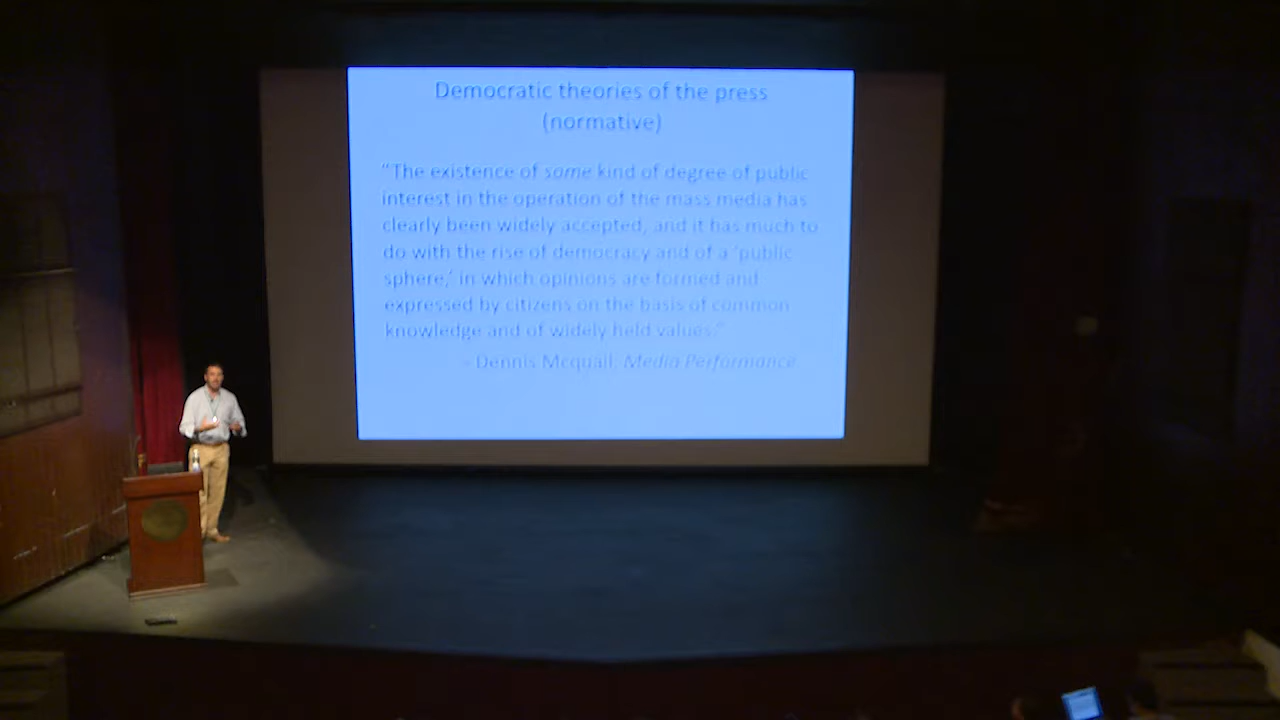 Democratic theories of the press
(normative)
“The existence of some kind of degree of public
interest in the operation of the mass media has
clearly been widely accepted, and it has much to
do with the rise of democracy and of a ‘public
sphere,’ in which opinions are formed and
expressed by citizens on the basis of common
knowledge and of widely held values.”
– Dennis Mcquail, Media Performance